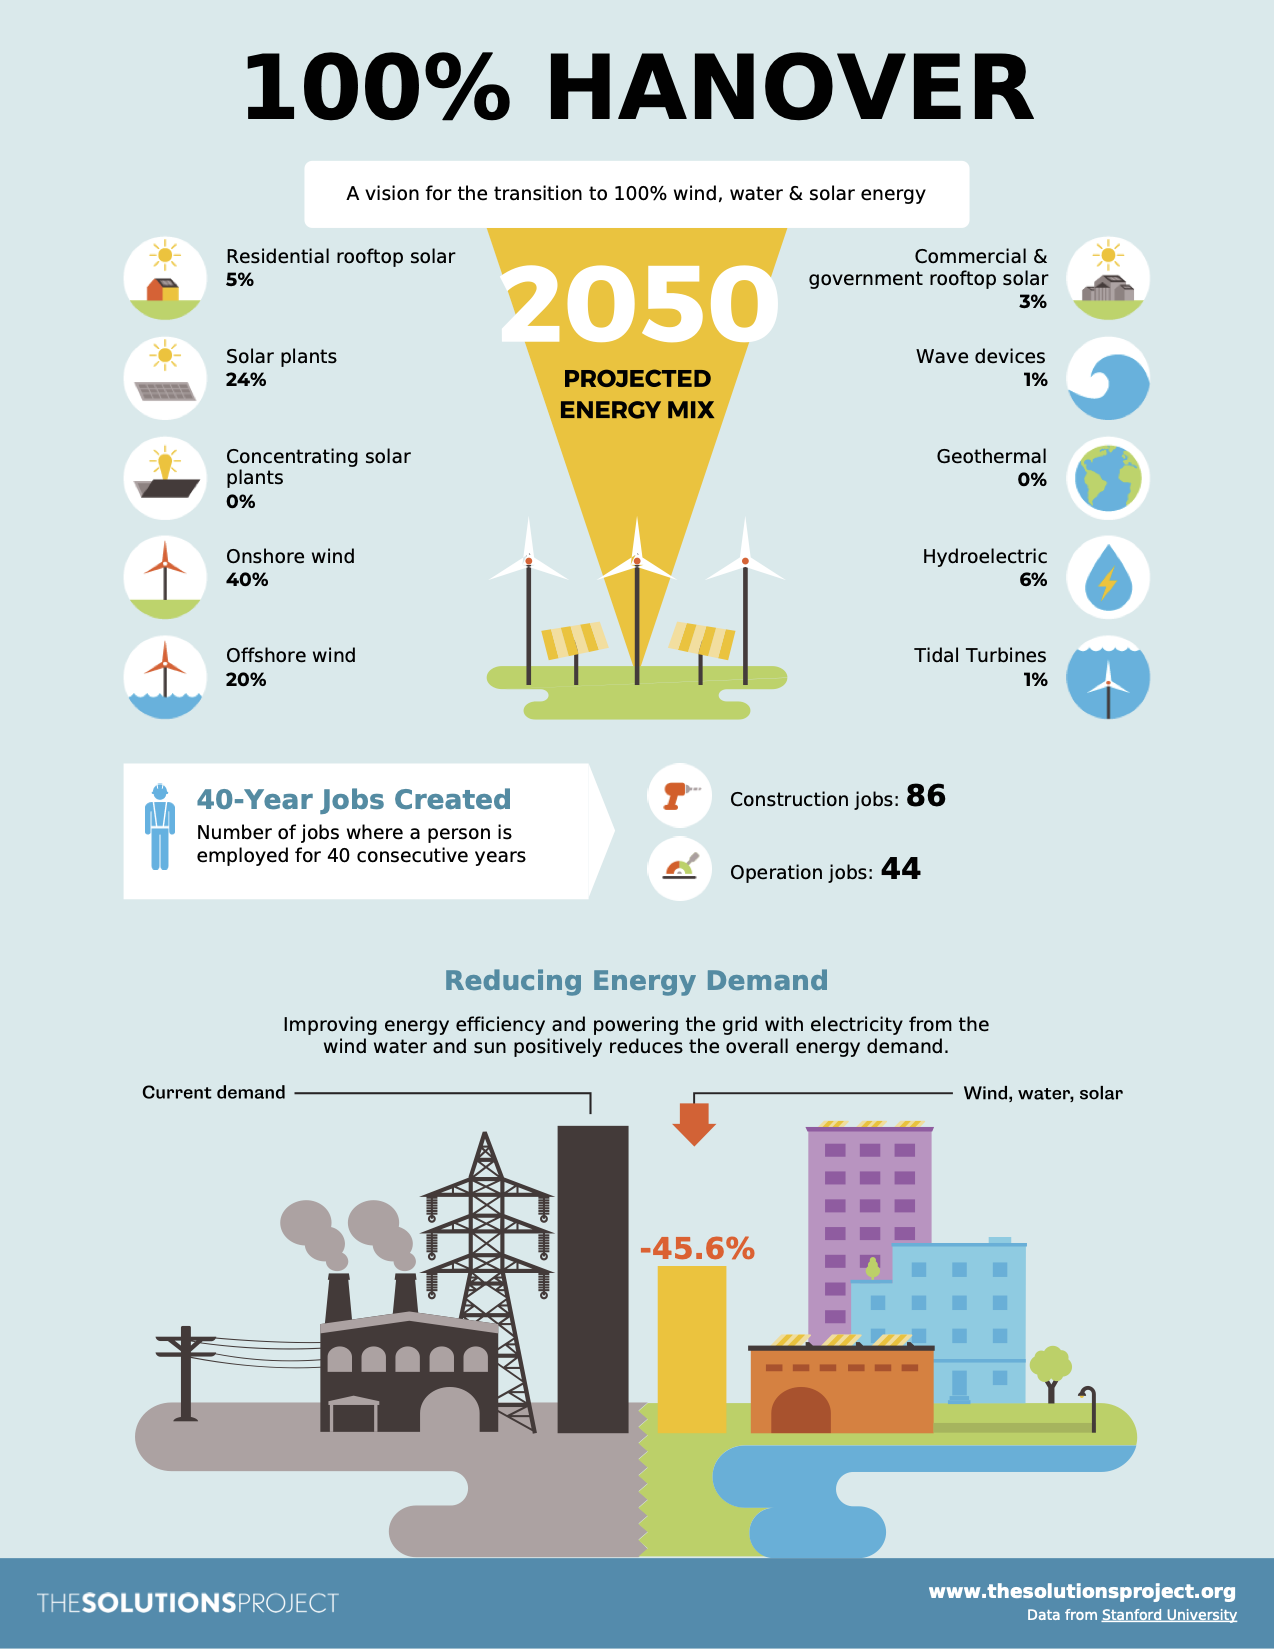 100% HANOVER
A vision for the transition to 100% wind, water & solar energy
2050
PROJECTED
ENERGY MIX
Residential rooftop solar
5%
Solar plants
24%
Concentrating solar
plants
0%
Onshore wind
40%
Offshore wind
20%
Commercial &
government rooftop solar
3%
Wave devices
1%
Geothermal
0%
Hydroelectric
6%
Tidal Turbines
1%
40-Year Jobs Created
Number of jobs where a person is
employed for 40 consecutive years
Construction jobs: 86
Operation jobs: 44
Reducing Energy Demand
Improving energy efficiency and powering the grid with electricity from the
wind water and sun positively reduces the overall energy demand.
Current demand
Wind, water, solar
-45.6%
THESOLUTIONSPROJECT
www.thesolutionsproject.org
Data from Stanford University